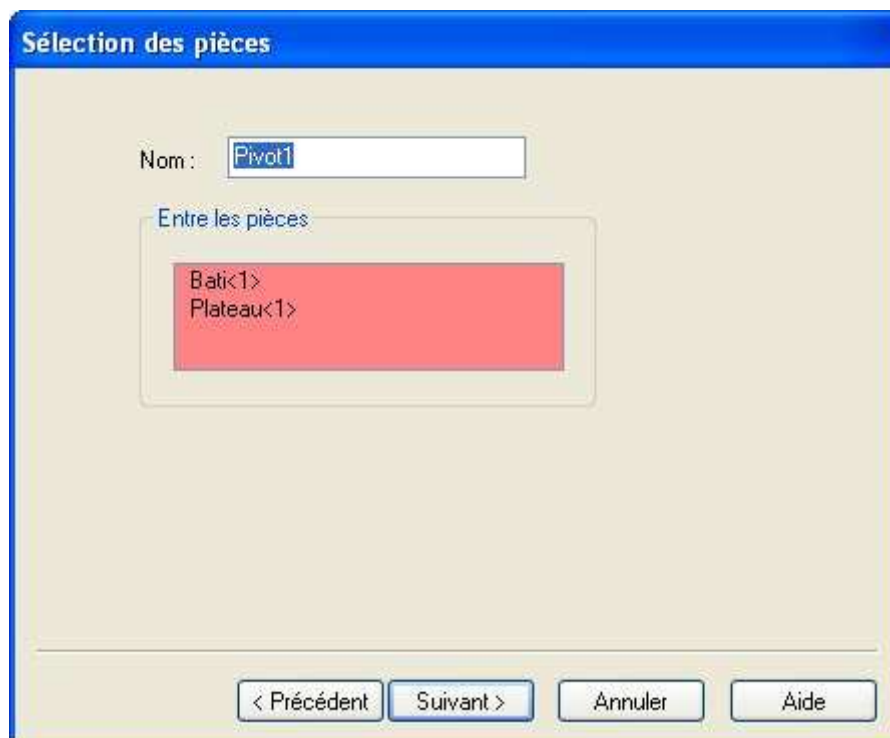 Sélection des pièces
Nom :
Pivot1
Entre les pièces
Bati<1>
Plateau<1>
< Précédent
Suivant >
Annuler
Aide